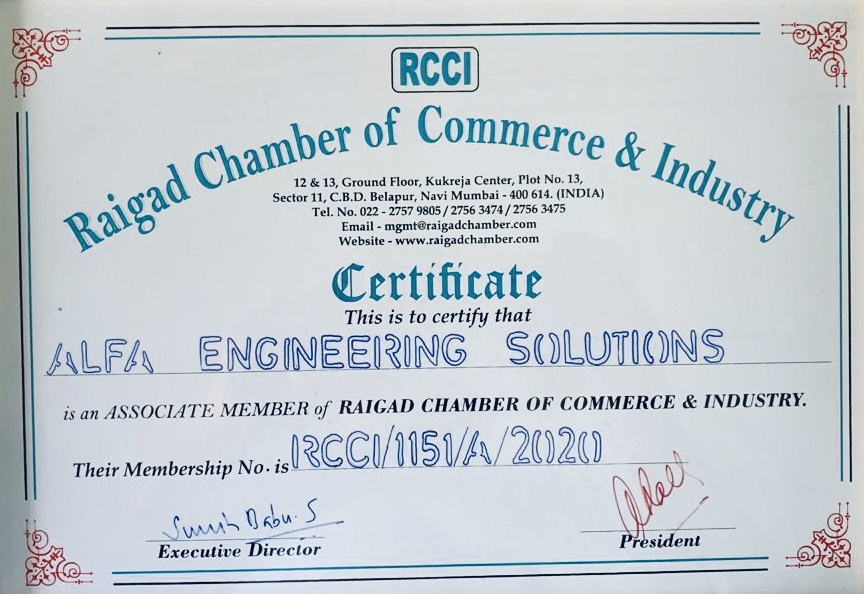 RCCI
Raigad Chamber of Commerce & Industry
12 & 13, Ground Floor, Kukreja Center, Plot No. 13,
Sector 11, C.B.D. Belapur, Navi Mumbai - 400 614. (INDIA)
Tel. No. 022 - 2757 9805 / 2756 3474 / 2756 3475
Email - mgmt@raigadchamber.com
Website - www.raigadchamber.com
Certificate
This is to certify that
ALFA ENGINEERING SOLUTIONS
is an ASSOCIATE MEMBER of RAIGAD CHAMBER OF COMMERCE & INDUSTRY.
Their Membership No. is RCCI/1151/A/2020
Babu. S
Executive Director
President